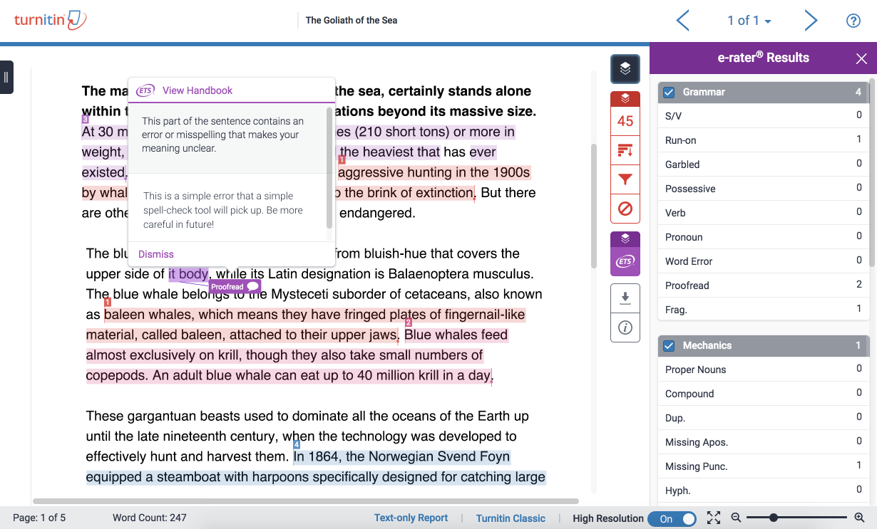 turnitin
The Goliath of the Sea
1 of 1
?
e-rater® Results
ETS View Handbook
This part of the sentence contains an
error or misspelling that makes your
meaning unclear.
This is a simple error that a simple
spell-check tool will pick up. Be more
careful in future!
Dismiss
The ma the sea, certainly stands alone
within t ations beyond its massive size.
3
At 30 m es (210 short tons) or more in
weight, the heaviest that has ever
1
existed, aggressive hunting in the 1900s
by whal the brink of extinction. But there
are othe endangered.
The blu from bluish-hue that covers the
upper side of it body, while its Latin designation is Balaenoptera musculus.
Proofread
The blue whale belongs to the Mysteceti suborder of cetaceans, also known
1
as baleen whales, which means they have fringed plates of fingernail-like
2
material, called baleen, attached to their upper jaws. Blue whales feed
almost exclusively on krill, though they also take small numbers of
copepods. An adult blue whale can eat up to 40 million krill in a day.
These gargantuan beasts used to dominate all the oceans of the Earth up
until the late nineteenth century, when the technology was developed to
4
effectively hunt and harvest them. In 1864, the Norwegian Svend Foyn
equipped a steamboat with harpoons specifically designed for catching large
45
ETS
Grammar 4
S/V 0
Run-on 1
Garbled 0
Possessive 0
Verb 0
Pronoun 0
Word Error 0
Proofread 2
Frag. 1
Mechanics 1
Proper Nouns 0
Compound 0
Dup. 0
Missing Apos. 0
Missing Punc. 1
Hyph. 0
Page: 1 of 5
Word Count: 247
Text-only Report
Turnitin Classic
High Resolution
On